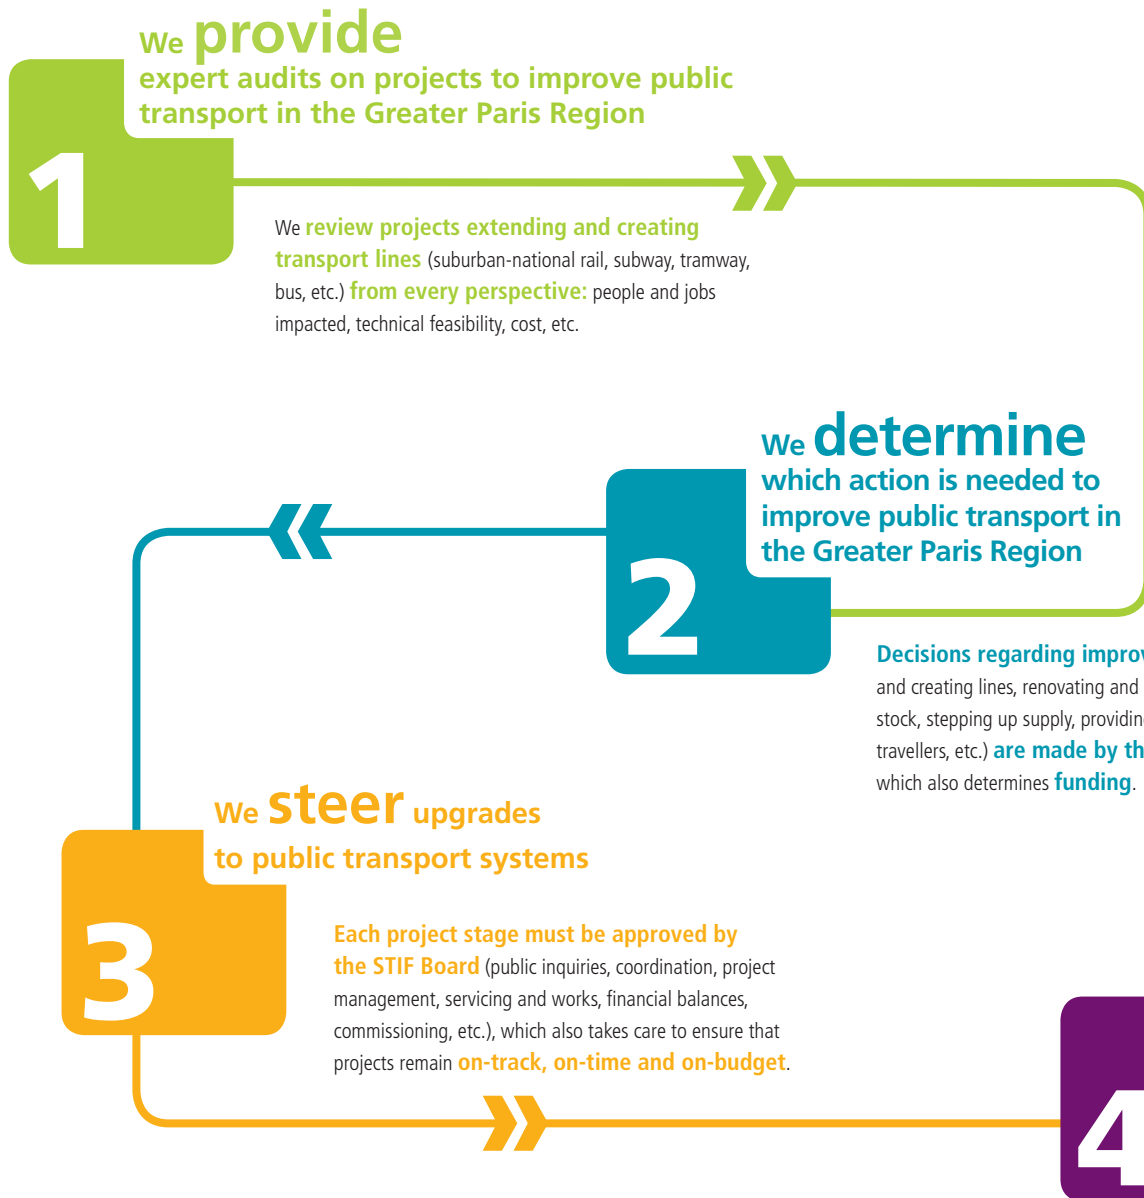 We provide
expert audits on projects to improve public
transport in the Greater Paris Region
1
We review projects extending and creating
transport lines (suburban-national rail, subway, tramway,
bus, etc.) from every perspective: people and jobs
impacted, technical feasibility, cost, etc.
We determine
which action is needed to
improve public transport in
the Greater Paris Region
2
Decisions regarding
and creating lines, renovating and
stock, stepping up supply,
travellers, etc.) are made by
which also determines funding.
We steer upgrades
to public transport systems
3
Each project stage must be approved by
the STIF Board (public inquiries, coordination, project
management, servicing and works, financial balances,
commissioning, etc.), which also takes care to ensure that
projects remain on-track, on-time and on-budget.
4